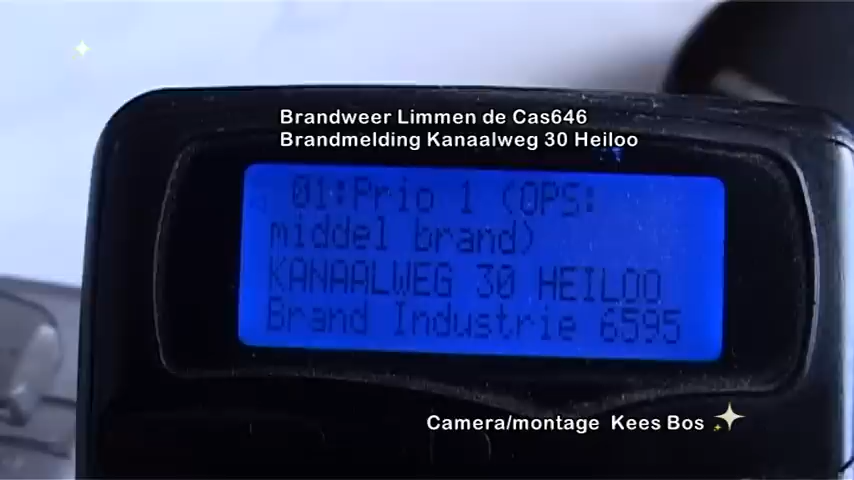 Brandweer Limmen de Cas646
Brandmelding Kanaalweg 30 Heiloo
01:Prio 1 (OPS:
middel brand)
KANAALWEG 30 HEILOO
Brand Industrie 6595
Camera/montage Kees Bos